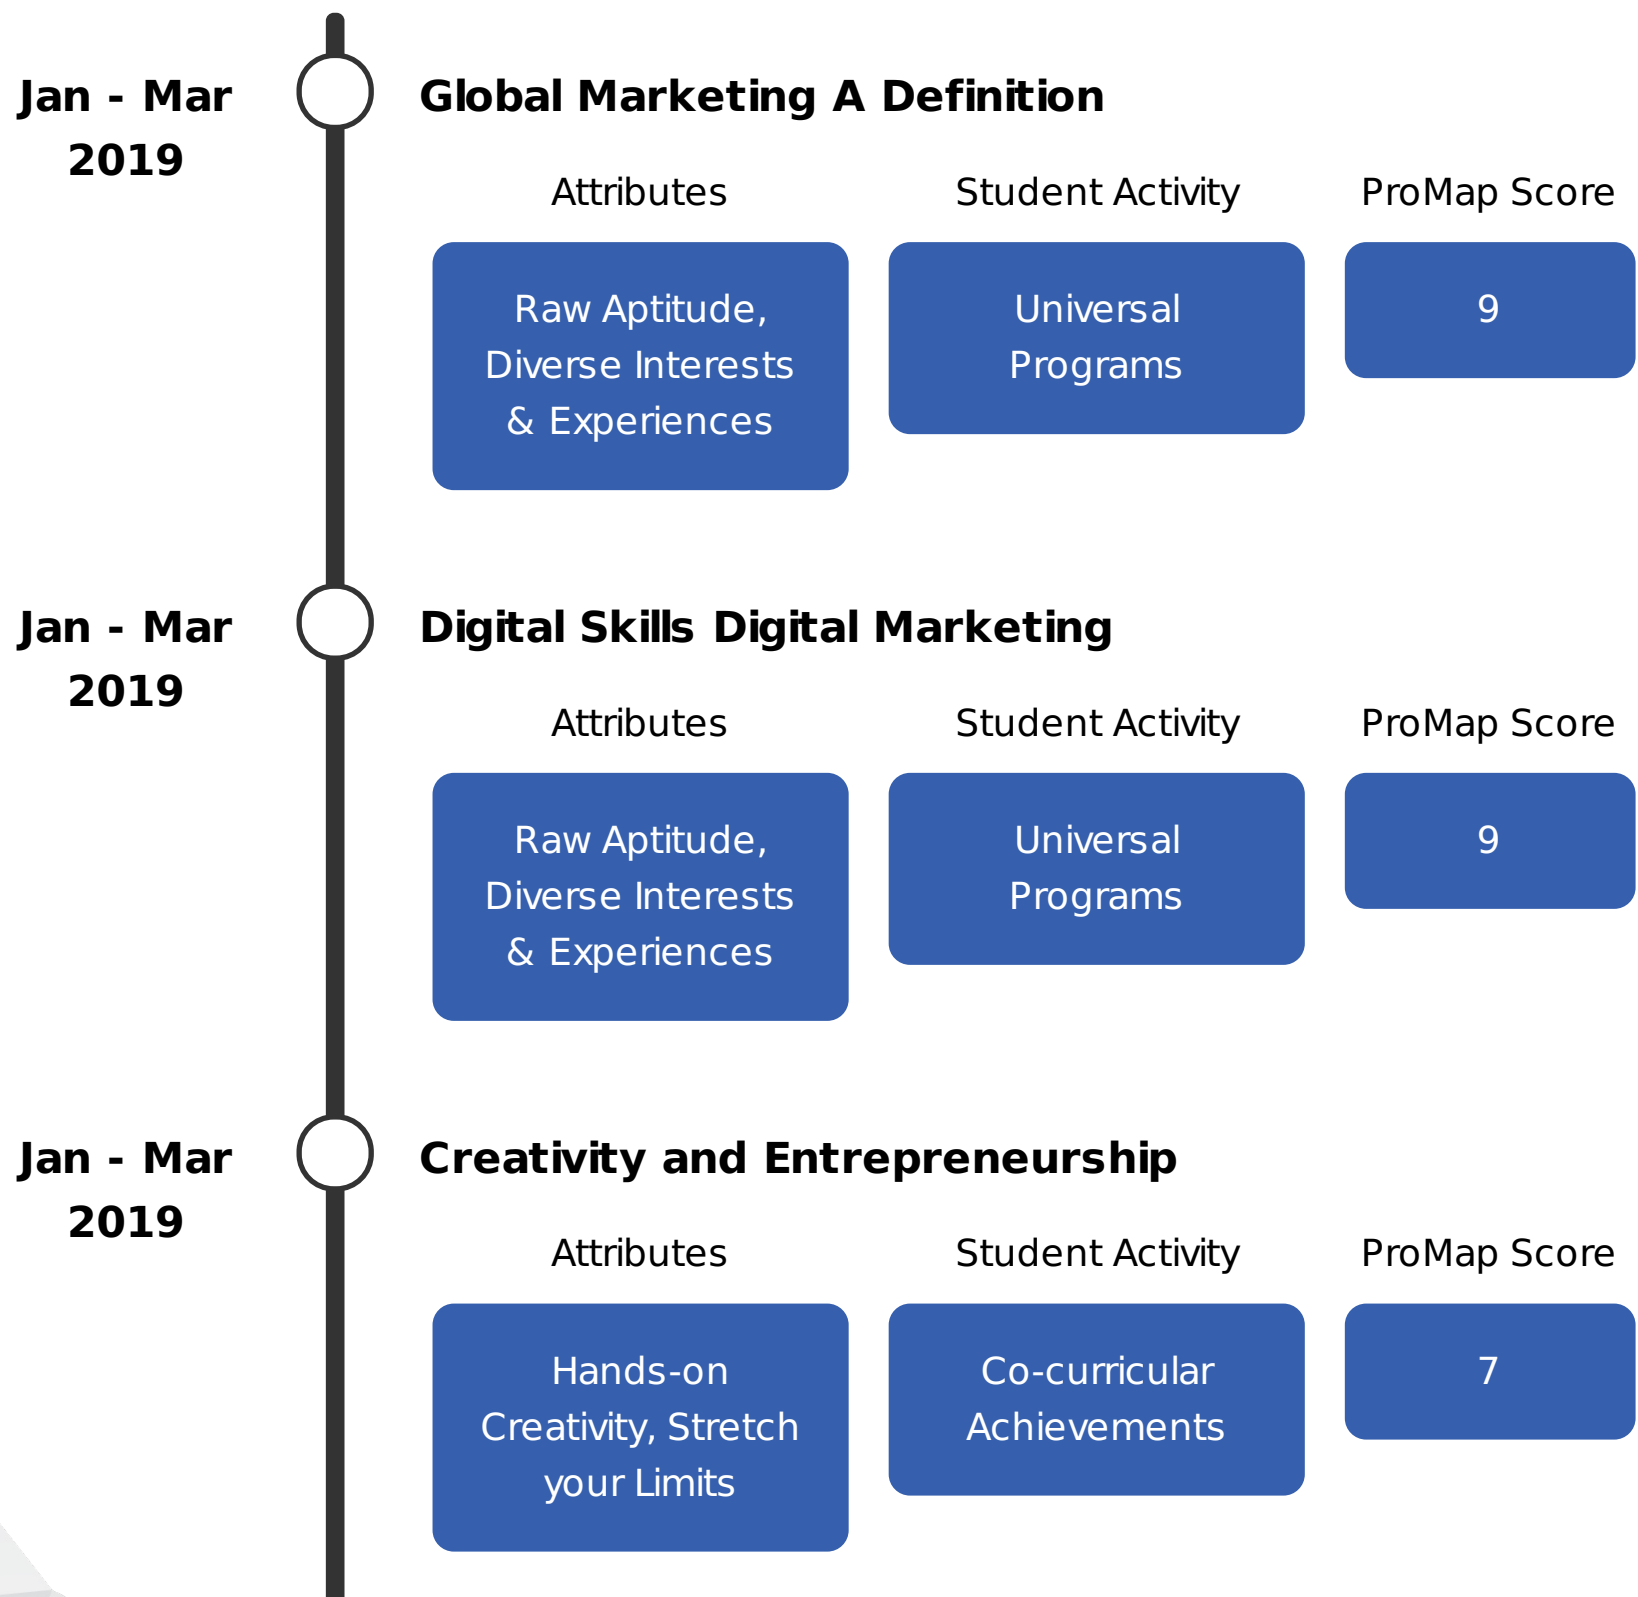 Jan - Mar
2019
Global Marketing A Definition
Attributes
Student Activity
ProMap Score
Raw Aptitude,
Diverse Interests
& Experiences
Universal
Programs
9
Jan - Mar
2019
Digital Skills Digital Marketing
Attributes
Student Activity
ProMap Score
Raw Aptitude,
Diverse Interests
& Experiences
Universal
Programs
9
Jan - Mar
2019
Creativity and Entrepreneurship
Attributes
Student Activity
ProMap Score
Hands-on
Creativity, Stretch
your Limits
Co-curricular
Achievements
7